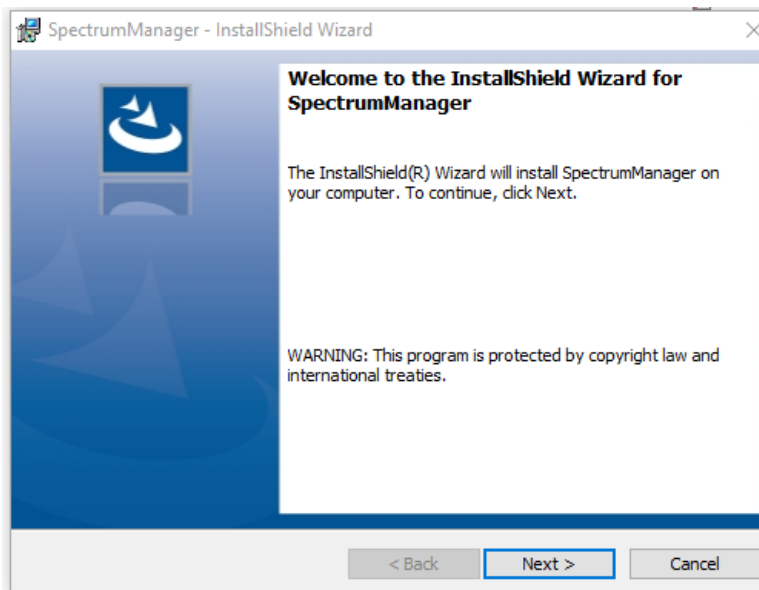 SpectrumManager - InstallShield Wizard
Welcome to the InstallShield Wizard for
SpectrumManager
The InstallShield(R) Wizard will install SpectrumManager on
your computer. To continue, click Next.
WARNING: This program is protected by copyright law and
international treaties.
< Back
Next >
Cancel